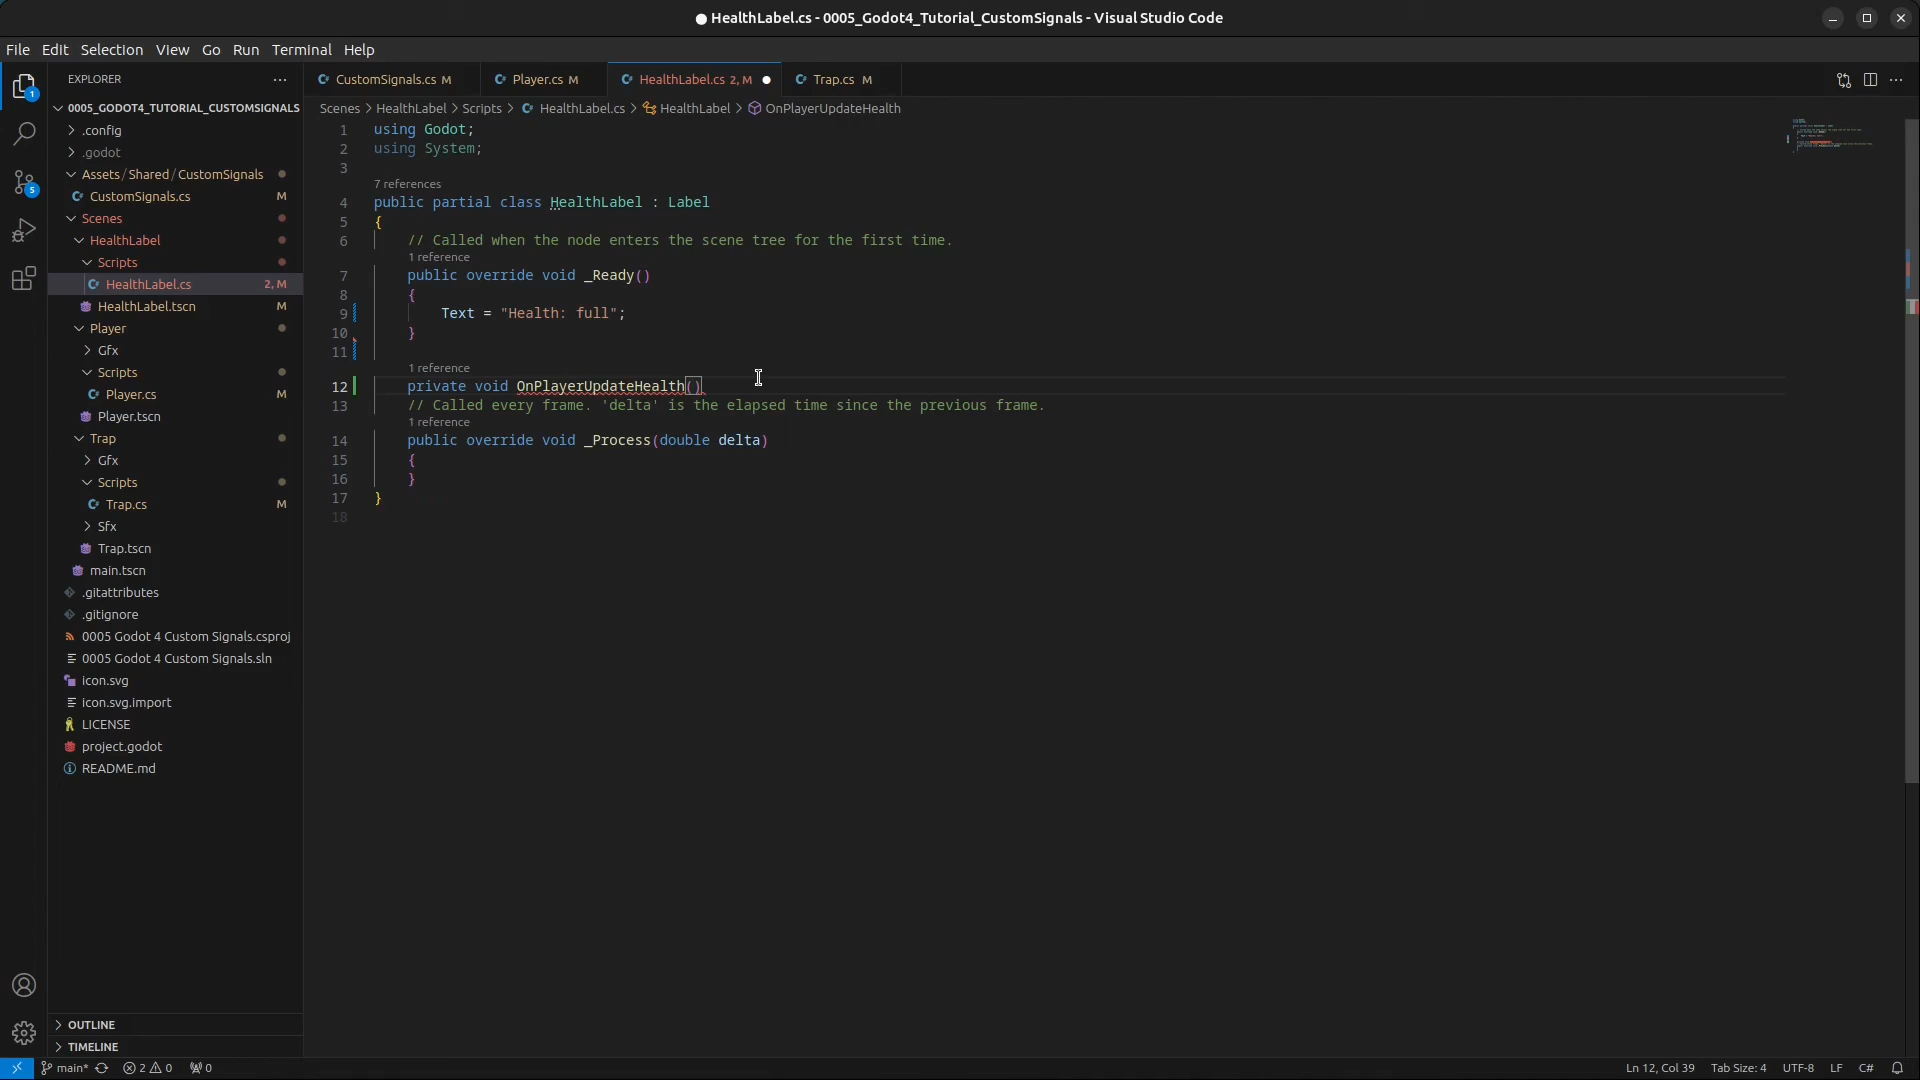 ● HealthLabel.cs - 0005_Godot4_Tutorial_CustomSignals - Visual Studio Code
File Edit Selection View Go Run Terminal Help
EXPLORER
CustomSignals.cs M
Player.cs M
HealthLabel.cs 2, M
Trap.cs M
Scenes > HealthLabel > Scripts > HealthLabel.cs > HealthLabel > OnPlayerUpdateHealth
1
0005_GODOT4_TUTORIAL_CUSTOMSIGNALS
.config
.godot
Assets/Shared/CustomSignals
CustomSignals.cs M
Scenes
HealthLabel
Scripts
HealthLabel.cs 2, M
HealthLabel.tscn M
Player
Gfx
Scripts
Player.cs M
Player.tscn M
Trap
Gfx
Scripts
Trap.cs M
Sfx
Trap.tscn
main.tscn
.gitattributes
.gitignore
0005 Godot 4 Custom Signals.csproj
0005 Godot 4 Custom Signals.sln
icon.svg
icon.svg.import
LICENSE
project.godot
README.md
OUTLINE
TIMELINE
5
1 using Godot;
2 using System;
3
7 references
4 public partial class HealthLabel : Label
5 {
6 // Called when the node enters the scene tree for the first time.
1 reference
7 public override void _Ready()
8 {
9 Text = "Health: full";
10 }
11
1 reference
12 private void OnPlayerUpdateHealth()
13 // Called every frame. 'delta' is the elapsed time since the previous frame.
1 reference
14 public override void _Process(double delta)
15 {
16 }
17 }
18
main* 2 0 0 Ln 12, Col 39 Tab Size: 4 UTF-8 LF C#